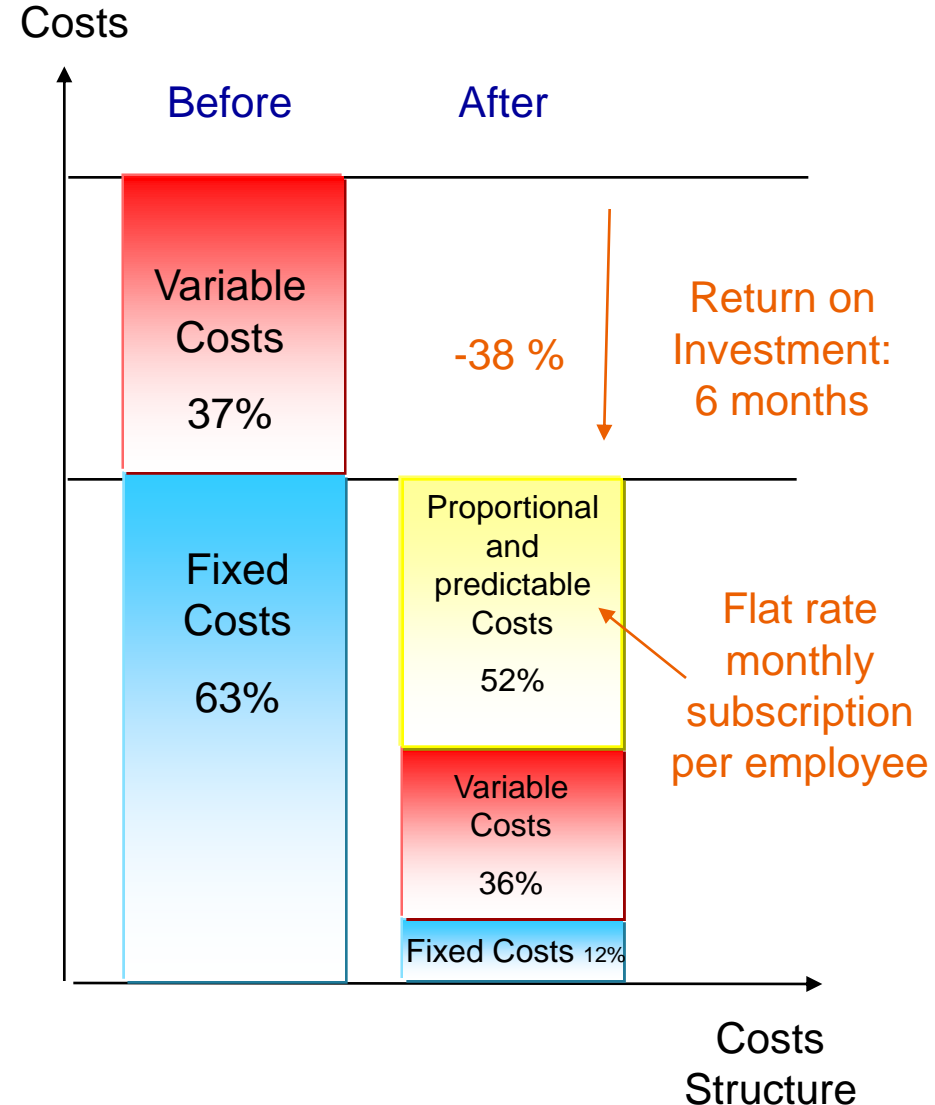 Costs
Before
After
Variable
Costs
37%
-38 %
Return on
Investment:
6 months
Fixed
Costs
63%
Proportional
and
predictable
Costs
52%
Flat rate
monthly
subscription
per employee
Variable
Costs
36%
Fixed Costs 12%
Costs
Structure